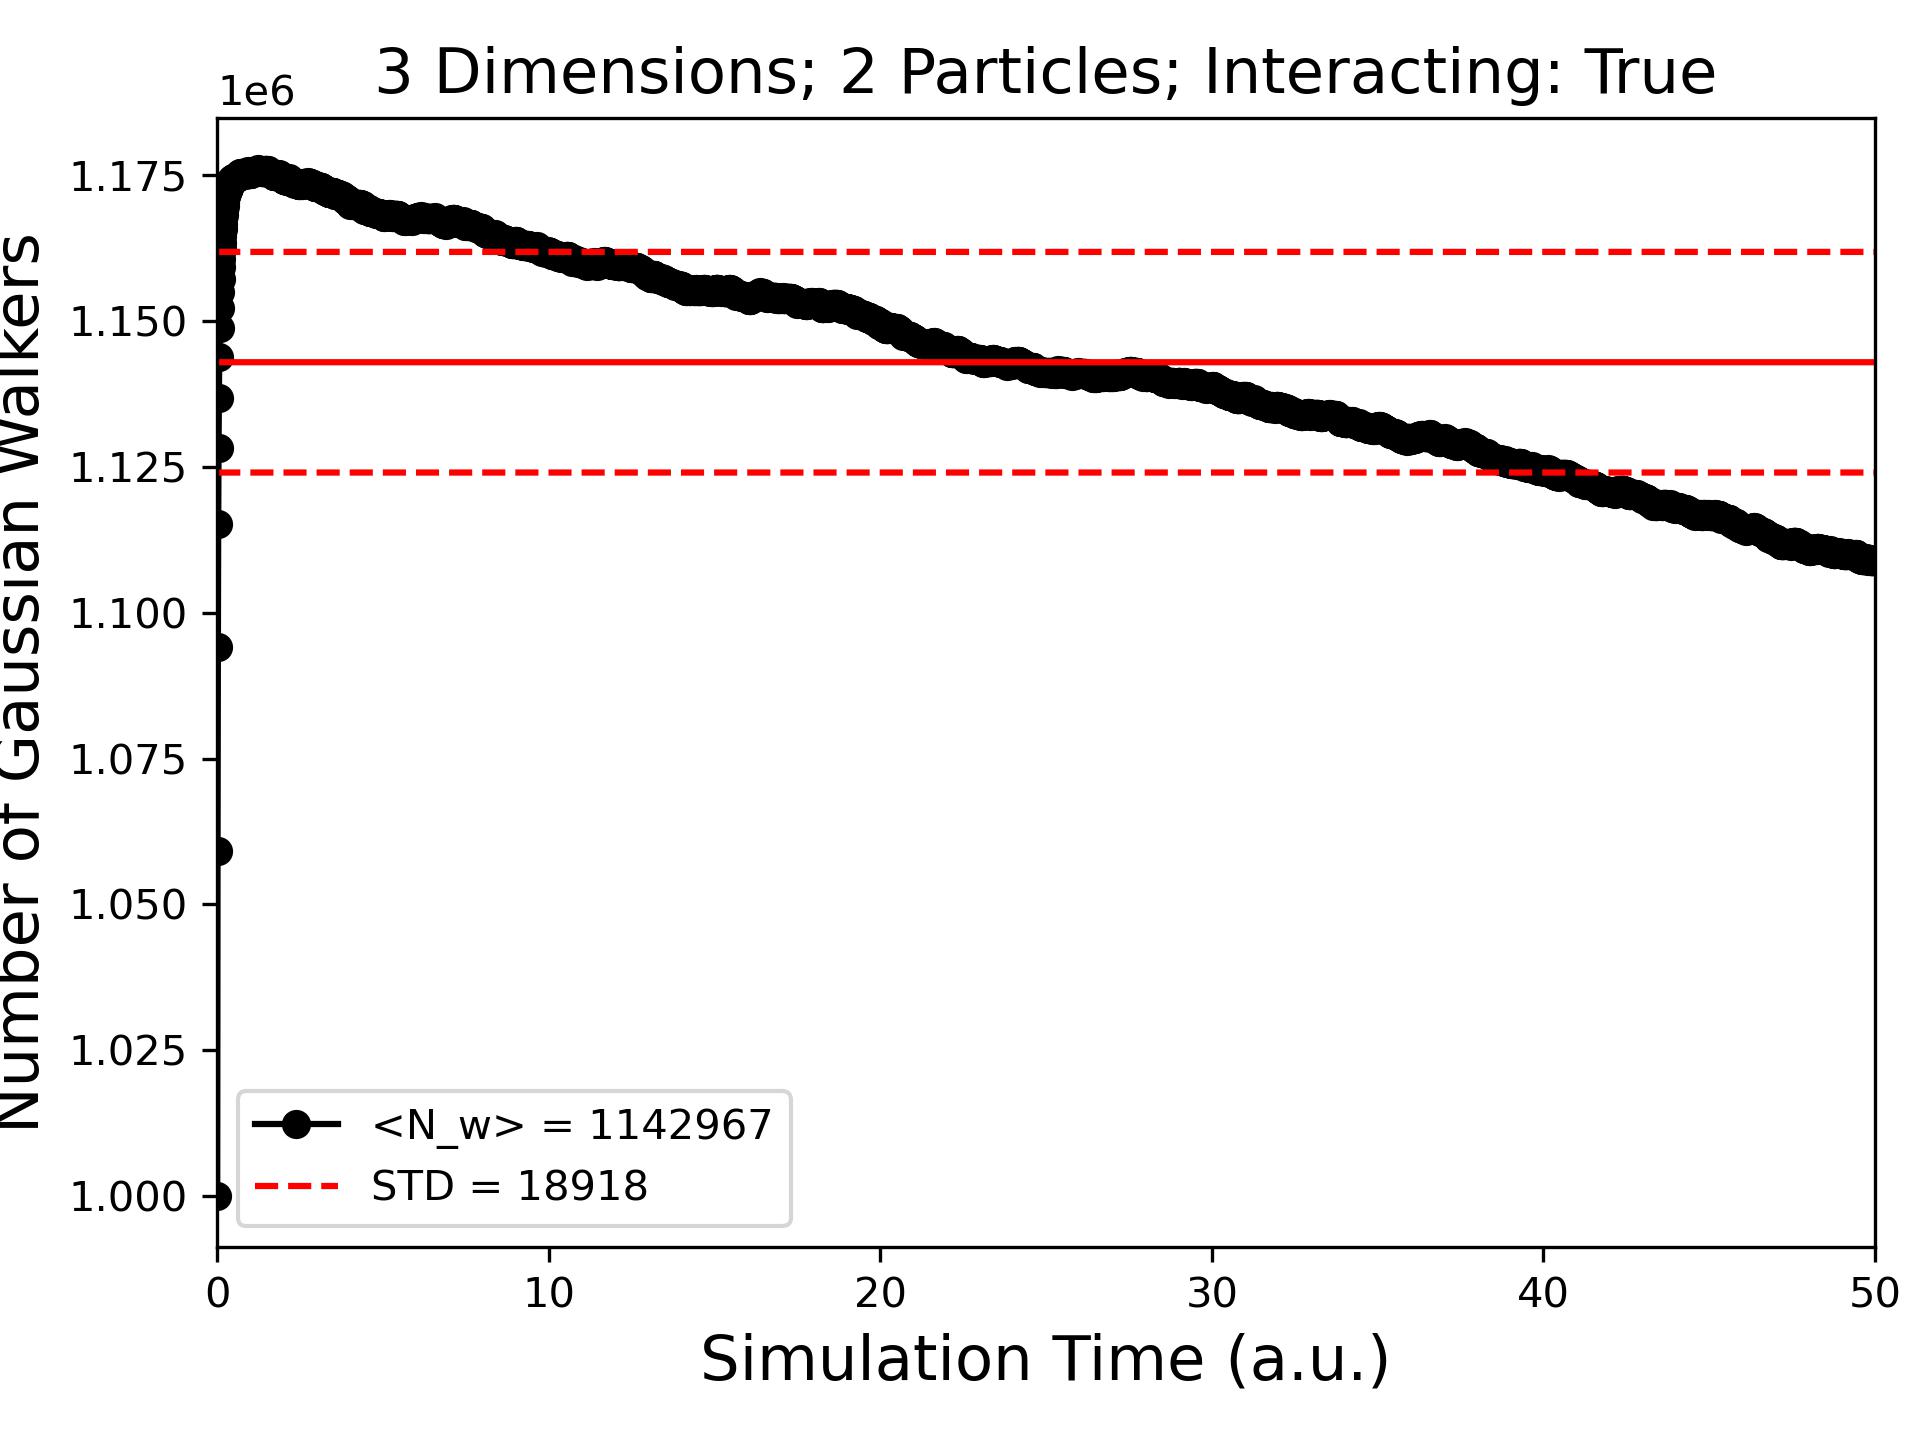 3 Dimensions; 2 Particles; Interacting: True
1e6
1.175
1.150
1.125
1.100
1.075
1.050
1.025
1.000
Number of Gaussian Walkers
<N_w> = 1142967
STD = 18918
0 10 20 30 40 50
Simulation Time (a.u.)